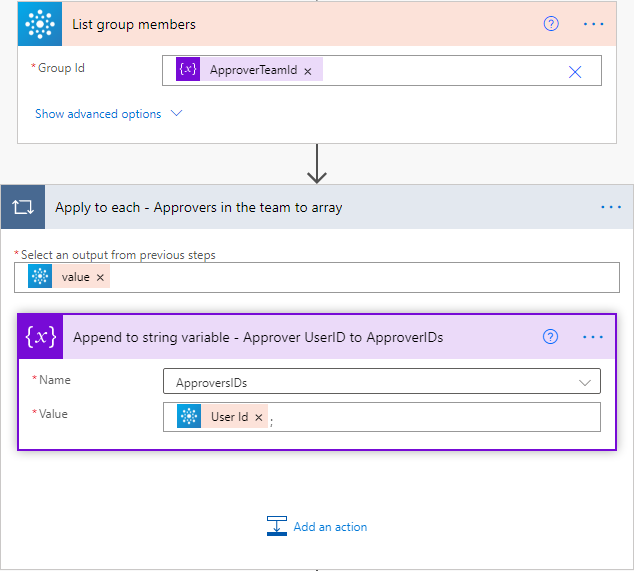 List group members
?
* Group Id
{x} ApproverTeamId ×
Show advanced options
Apply to each - Approvers in the team to array
* Select an output from previous steps
value ×
{x} Append to string variable - Approver UserID to ApproverIDs
?
* Name
ApproversIDs
* Value
User Id × ;
Add an action